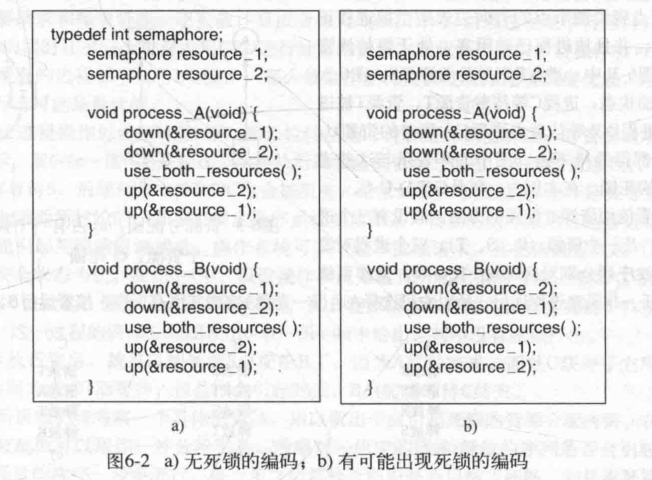 typedef int semaphore;
semaphore resource_1;
semaphore resource_2;
void process_A(void) {
down(&resource_1);
down(&resource_2);
use_both_resources( );
up(&resource_2);
up(&resource_1);
}
void process_B(void) {
down(&resource_1);
down(&resource_2);
use_both_resources( );
up(&resource_2);
up(&resource_1);
}
a)
semaphore resource_1;
semaphore resource_2;
void process_A(void) {
down(&resource_1);
down(&resource_2);
use_both_resources( );
up(&resource_2);
up(&resource_1);
}
void process_B(void) {
down(&resource_2);
down(&resource_1);
use_both_resources( );
up(&resource_1);
up(&resource_2);
}
b)
图6-2 a) 无死锁的编码；b) 有可能出现死锁的编码